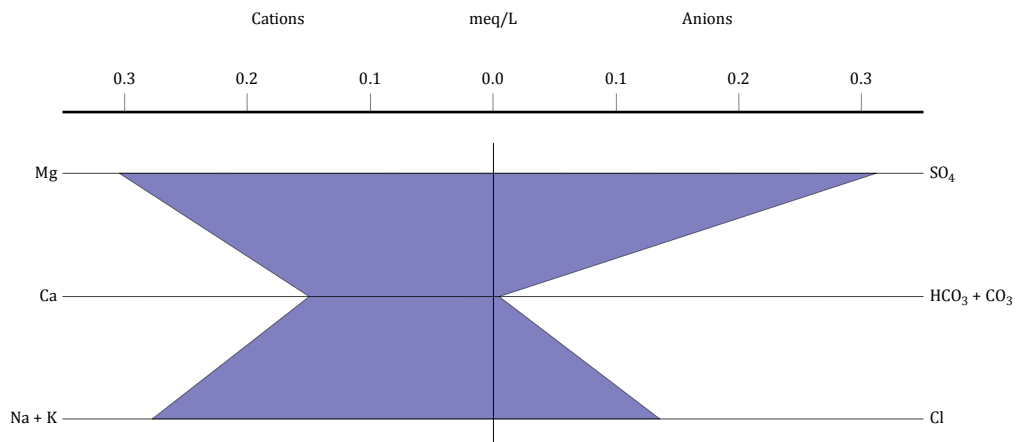 Cations meq/L Anions
0.3 0.2 0.1 0.0 0.1 0.2 0.3
Mg SO₄
Ca HCO₃ + CO₃
Na + K Cl